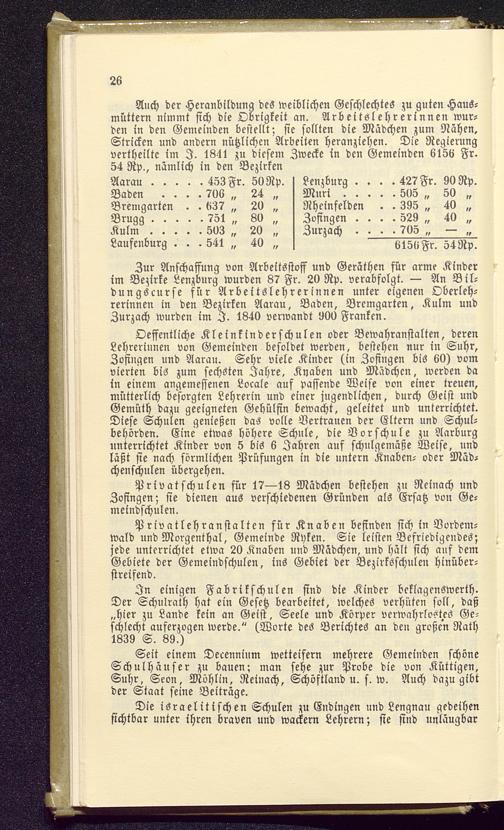 26
Auch der Heranbildung des weiblichen Geschlechtes zu guten Haus-
müttern nimmt sich die Obrigkeit an. Arbeitslehrerinnen wur-
den in den Gemeinden bestellt; sie sollten die Mädchen zum Nähen,
Stricken und andern nützlichen Arbeiten heranziehen. Die Regierung
vertheilte im J. 1841 zu diesem Zwecke in den Gemeinden 6156 Fr.
54 Rp., nämlich in den Bezirken
Aarau . . . . . 453 Fr. 50 Rp.
Baden . . . . . 706 „ 24 „
Bremgarten . . 637 „ 20 „
Brugg . . . . . 751 „ 80 „
Kulm . . . . . 503 „ 20 „
Laufenburg . . . 541 „ 40 „
Lenzburg . . . . 427 Fr. 90 Rp.
Muri . . . . . 505 „ 50 „
Rheinfelden . . . 395 „ 40 „
Zofingen . . . . 529 „ 40 „
Zurzach . . . . 705 „ — „
6156 Fr. 54 Rp.
Zur Anschaffung von Arbeitsstoff und Geräthen für arme Kinder
im Bezirke Lenzburg wurden 87 Fr. 20 Rp. verabfolgt. — An Bil-
dungscurse für Arbeitslehrerinnen unter eigenen Oberleh-
rerinnen in den Bezirken Aarau, Baden, Bremgarten, Kulm und
Zurzach wurden im J. 1840 verwandt 900 Franken.
Oeffentliche Kleinkinderschulen oder Bewahranstalten, deren
Lehrerinnen von Gemeinden besoldet werden, bestehen nur in Suhr,
Zofingen und Aarau. Sehr viele Kinder (in Zofingen bis 60) vom
vierten bis zum sechsten Jahre, Knaben und Mädchen, werden da
in einem angemessenen Locale auf passende Weise von einer treuen,
mütterlich besorgten Lehrerin und einer jugendlichen, durch Geist und
Gemüth dazu geeigneten Gehülfin bewacht, geleitet und unterrichtet.
Diese Schulen genießen das volle Vertrauen der Eltern und Schul-
behörden. Eine etwas höhere Schule, die Vorschule zu Aarburg
unterrichtet Kinder von 5 bis 6 Jahren auf schulgemäße Weise, und
läßt sie nach förmlichen Prüfungen in die untern Knaben- oder Mäd-
chenschulen übergehen.
Privatschulen für 17—18 Mädchen bestehen zu Reinach und
Zofingen; sie dienen aus verschiedenen Gründen als Ersatz von Ge-
meindschulen.
Privatlehranstalten für Knaben befinden sich in Vordem-
wald und Morgenthal, Gemeinde Ryken. Sie leisten Befriedigendes;
jede unterrichtet etwa 20 Knaben und Mädchen, und hält sich auf dem
Gebiete der Gemeindschulen, ins Gebiet der Bezirksschulen hinüber-
streifend.
In einigen Fabrikschulen sind die Kinder beklagenswerth.
Der Schulrath hat ein Gesetz bearbeitet, welches verhüten soll, daß
„hier zu Lande kein an Geist, Seele und Körper verwahrlostes Ge-
schlecht auferzogen werde.“ (Worte des Berichtes an den großen Rath
1839 S. 89.)
Seit einem Decennium wetteifern mehrere Gemeinden schöne
Schulhäuser zu bauen; man sehe zur Probe die von Küttigen,
Suhr, Seon, Möhlin, Reinach, Schöftland u. s. w. Auch dazu gibt
der Staat seine Beiträge.
Die israelitischen Schulen zu Endingen und Lengnau gedeihen
sichtbar unter ihren braven und wackern Lehrern; sie sind unläugbar